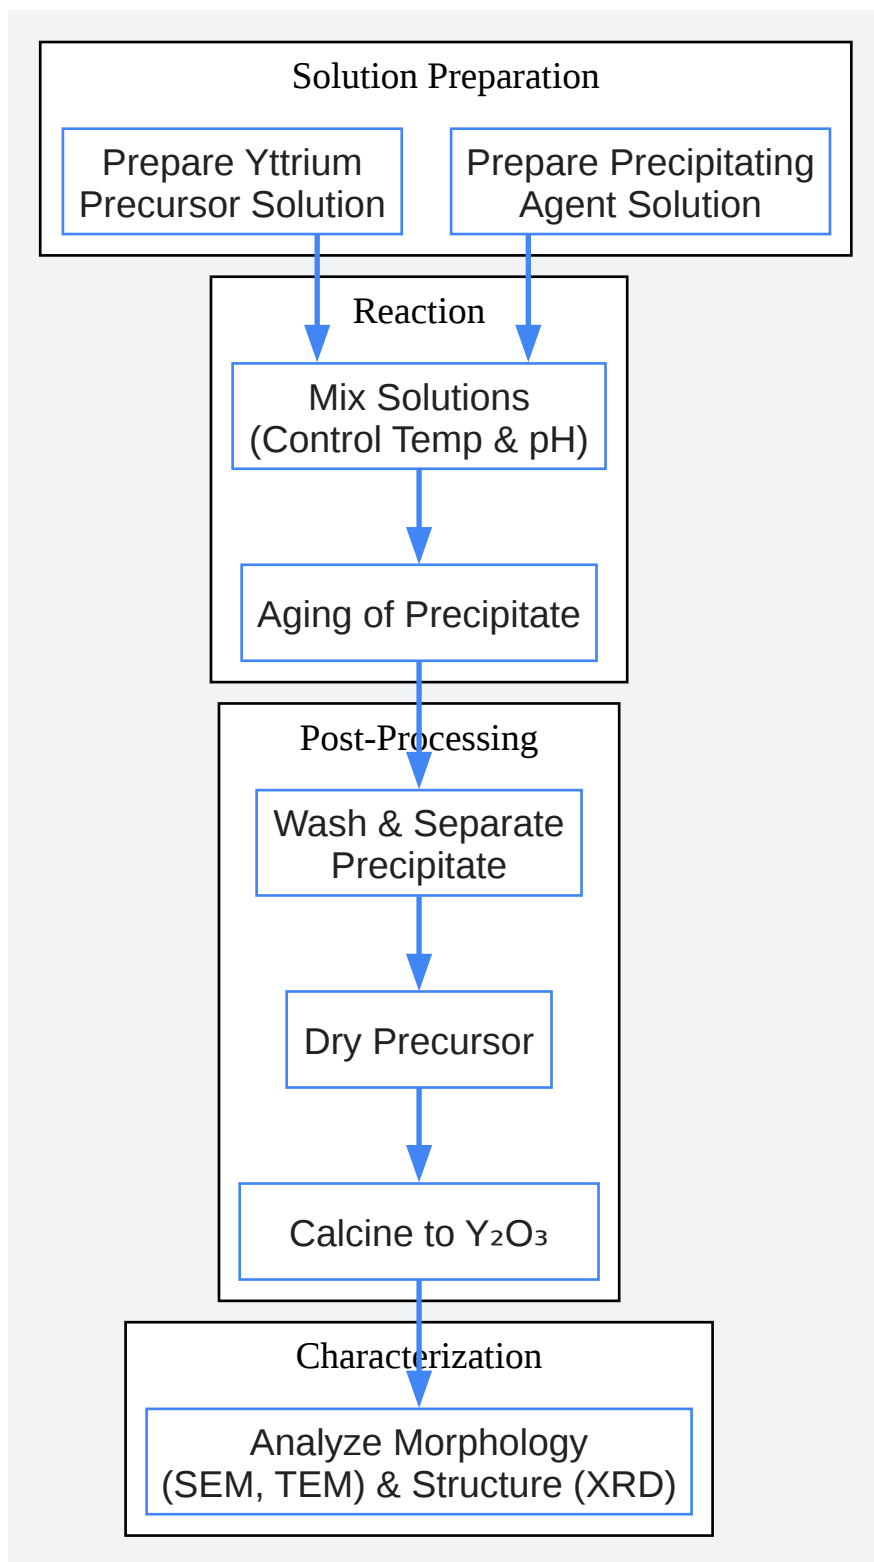 Solution Preparation
Prepare Yttrium
Precursor Solution
Prepare Precipitating
Agent Solution
Reaction
Mix Solutions
(Control Temp & pH)
Aging of Precipitate
Post-Processing
Wash & Separate
Precipitate
Dry Precursor
Calcine to Y₂O₃
Characterization
Analyze Morphology
(SEM, TEM) & Structure (XRD)